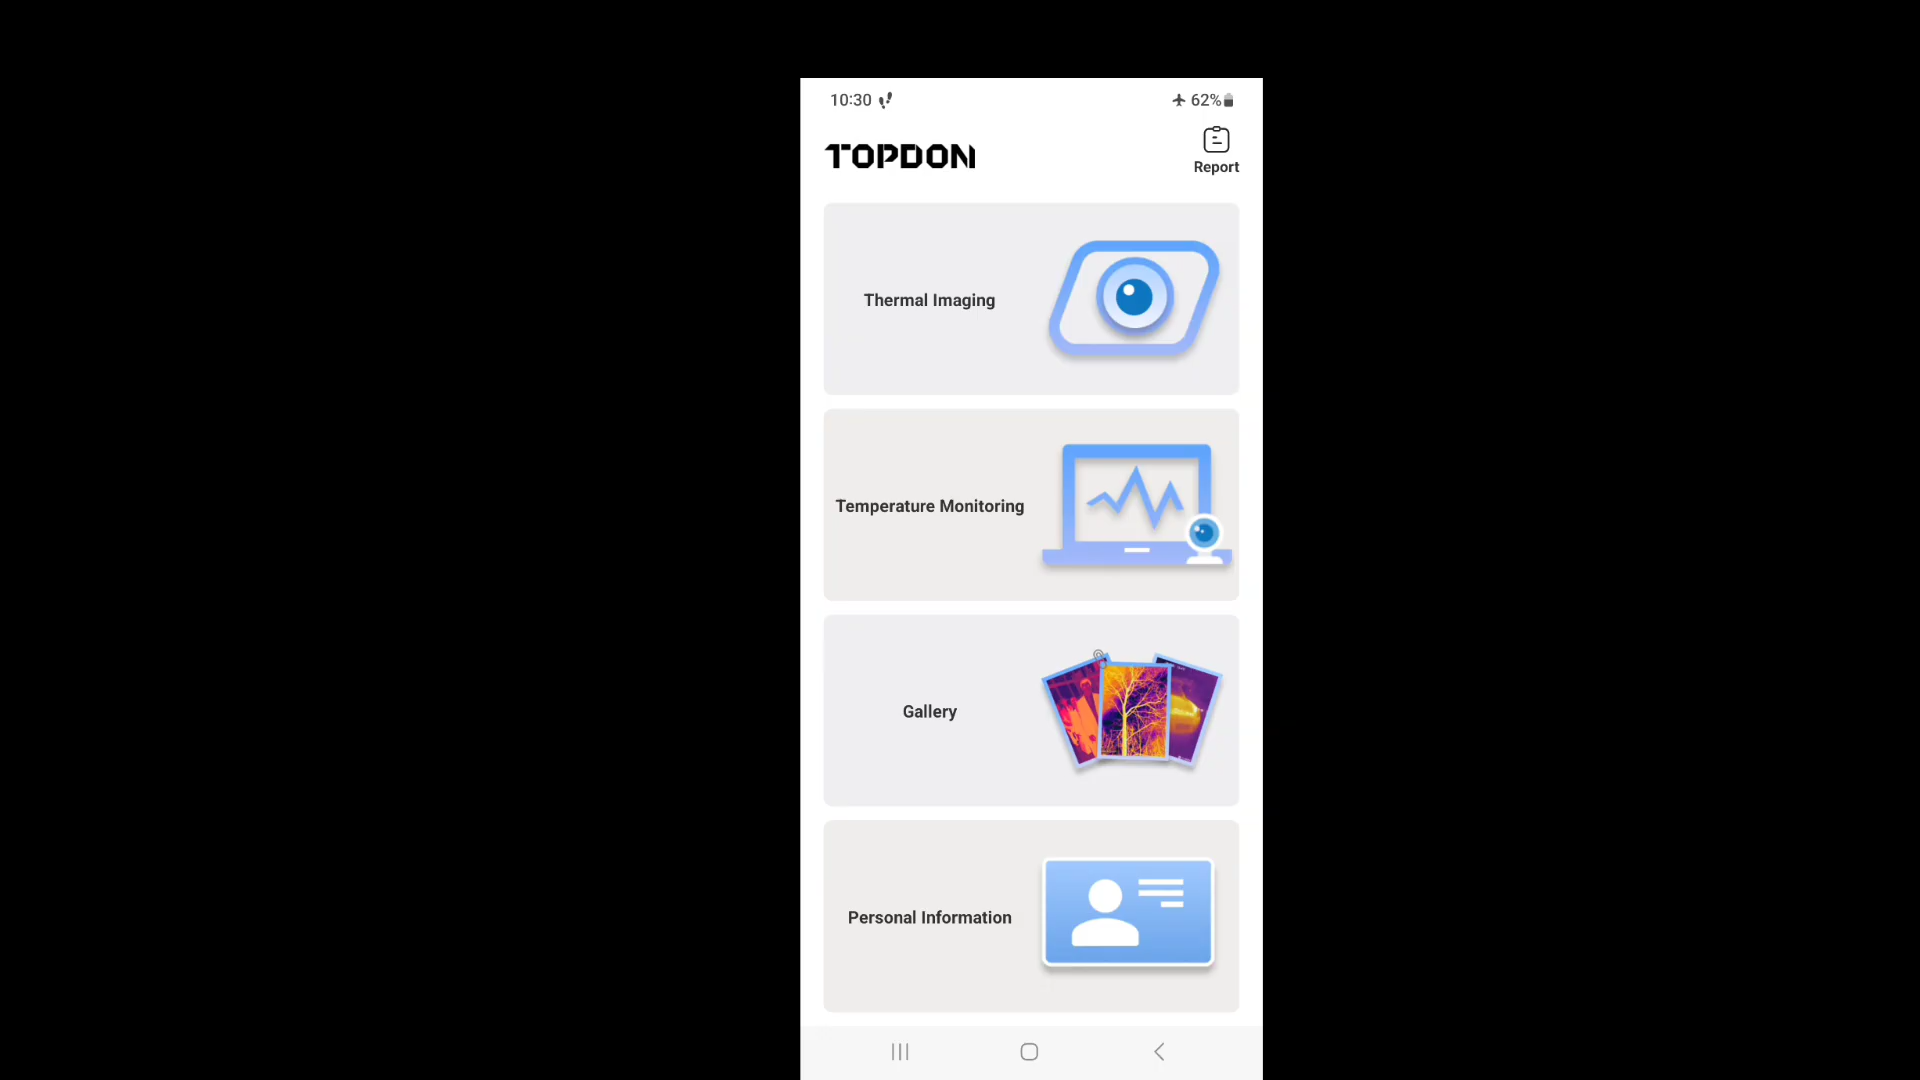 10:30
62%
TOPDON
Report
Thermal Imaging
Temperature Monitoring
Gallery
Personal Information